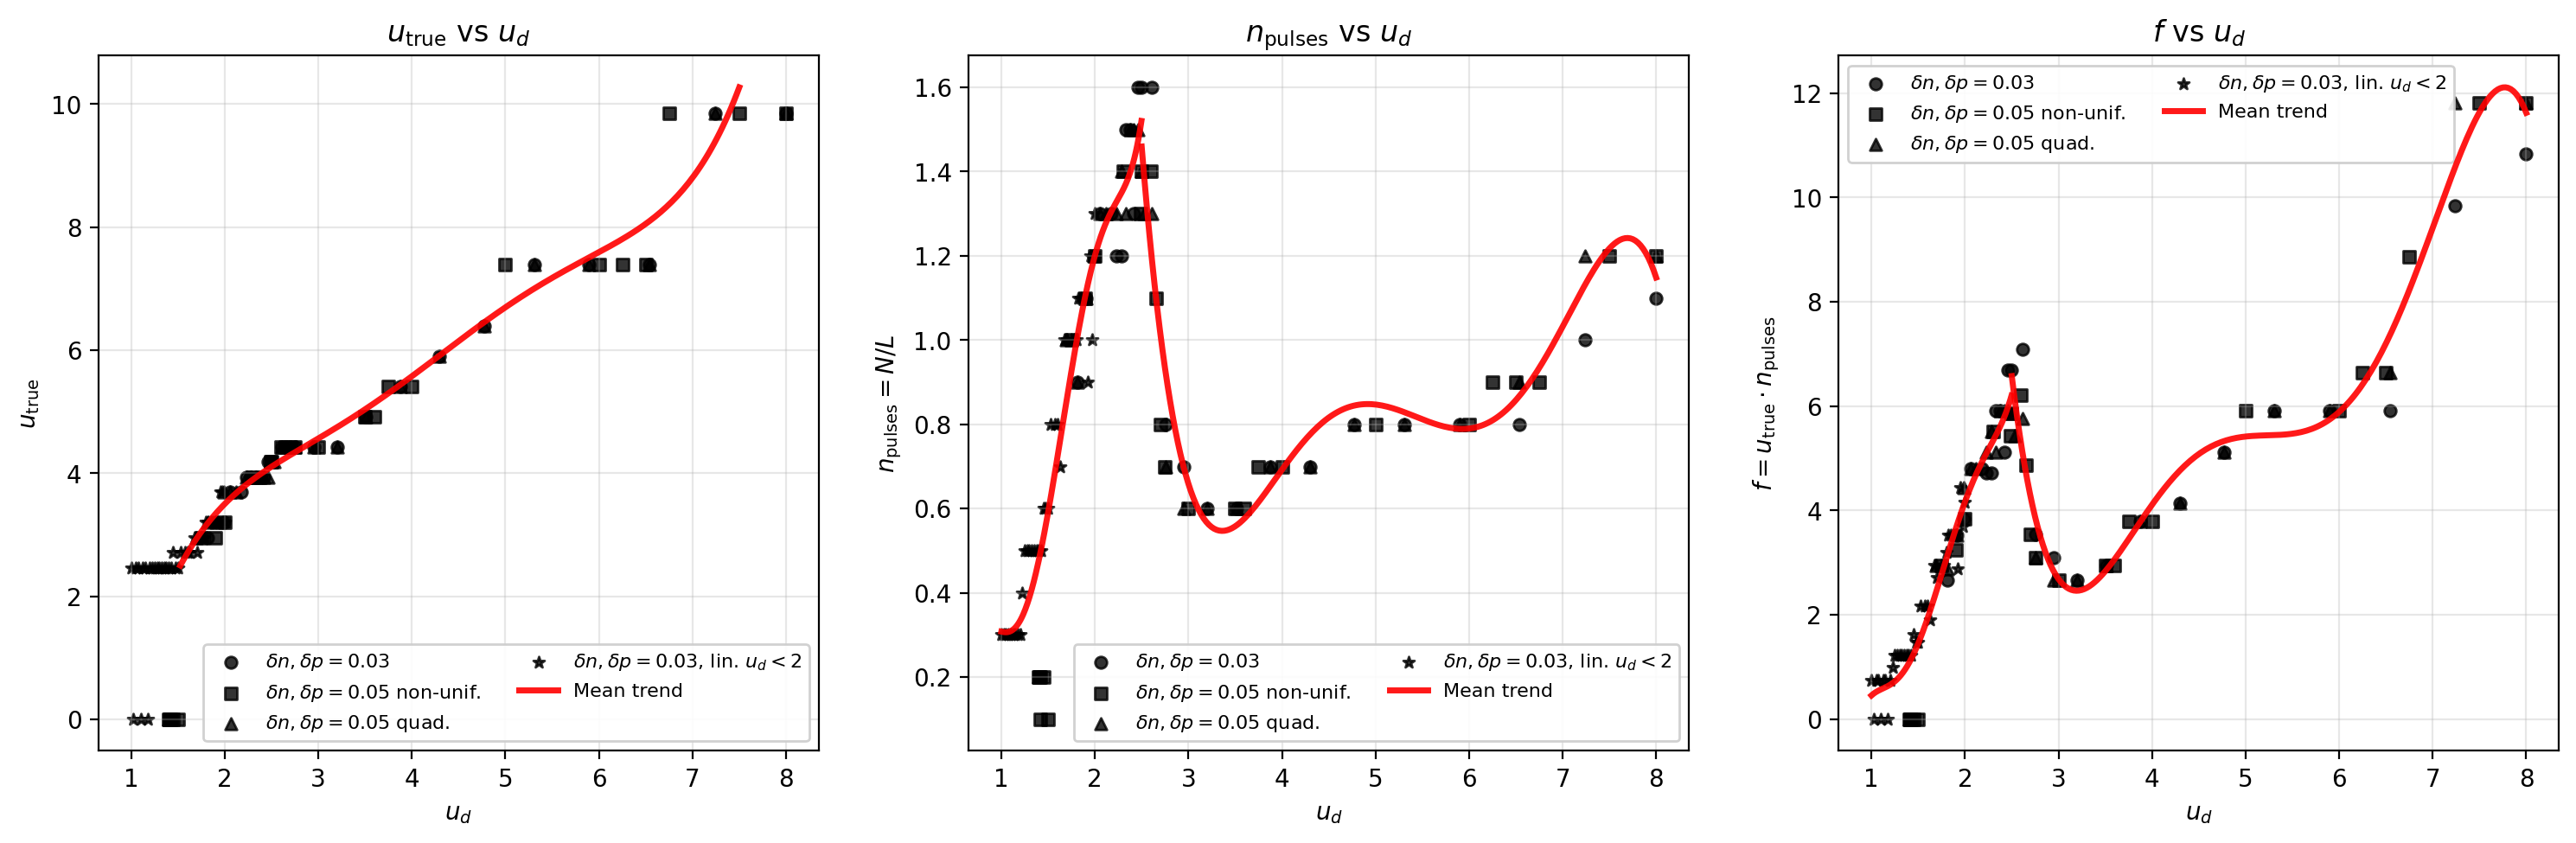 u_true vs u_d
10
8
6
4
2
0
u_true
1 2 3 4 5 6 7 8
u_d
δn, δp = 0.03
δn, δp = 0.05 non-unif.
δn, δp = 0.05 quad.
δn, δp = 0.03, lin. u_d < 2
Mean trend
n_pulses vs u_d
1.6
1.4
1.2
1.0
0.8
0.6
0.4
0.2
n_pulses = N/L
1 2 3 4 5 6 7 8
u_d
δn, δp = 0.03
δn, δp = 0.05 non-unif.
δn, δp = 0.05 quad.
δn, δp = 0.03, lin. u_d < 2
Mean trend
f vs u_d
12
10
8
6
4
2
0
f = u_true · n_pulses
1 2 3 4 5 6 7 8
u_d
δn, δp = 0.03
δn, δp = 0.05 non-unif.
δn, δp = 0.05 quad.
δn, δp = 0.03, lin. u_d < 2
Mean trend